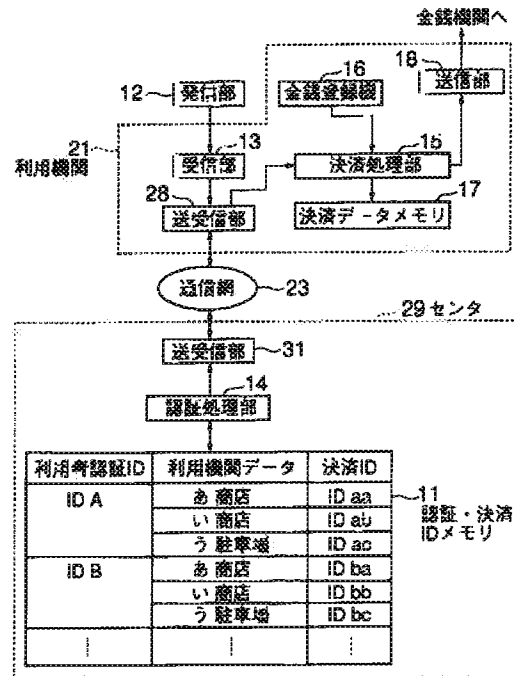 金銭機関へ
18
送信部
16
12
発信部
金銭登録機
21
利用機関
13
受信部
15
決済処理部
28
送受信部
17
決済データメモリ
通信網
23
29 センタ
送受信部
31
14
認証処理部
利用者認証ID 利用機関データ 決済ID
ID A あ 商店 ID aa
い 商店 ID ab
う 駐車場 ID ac
ID B あ 商店 ID ba
い 商店 ID bb
う 駐車場 ID bc
11
認証・決済
IDメモリ